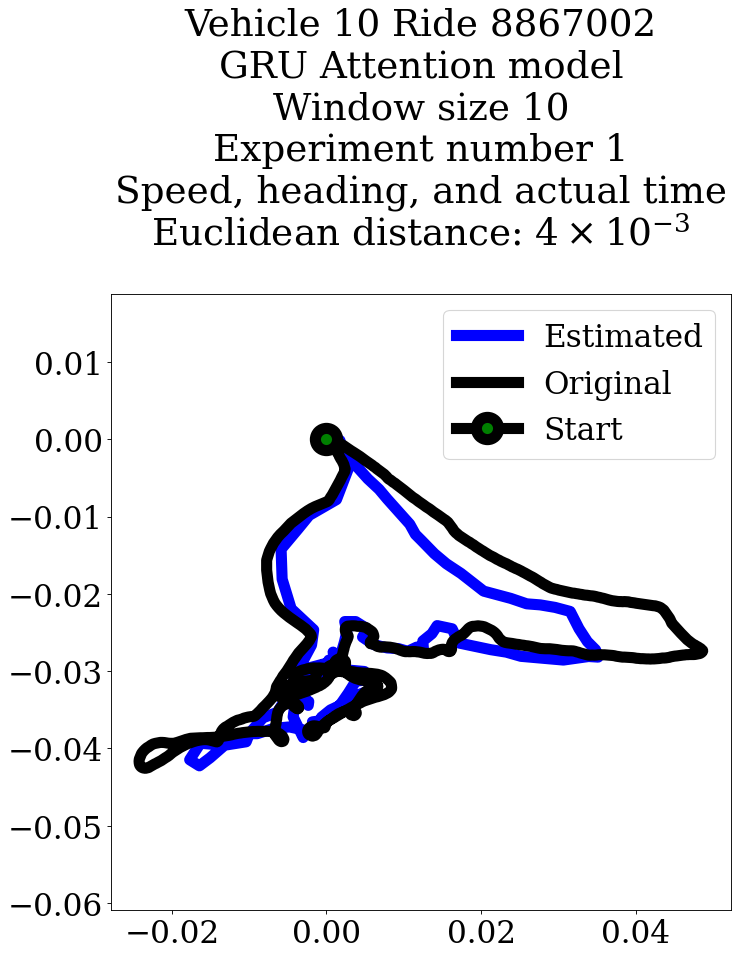 Vehicle 10 Ride 8867002
GRU Attention model
Window size 10
Experiment number 1
Speed, heading, and actual time
Euclidean distance: 4 × 10⁻³
Estimated
Original
Start
0.01
0.00
−0.01
−0.02
−0.03
−0.04
−0.05
−0.06
−0.02 0.00 0.02 0.04